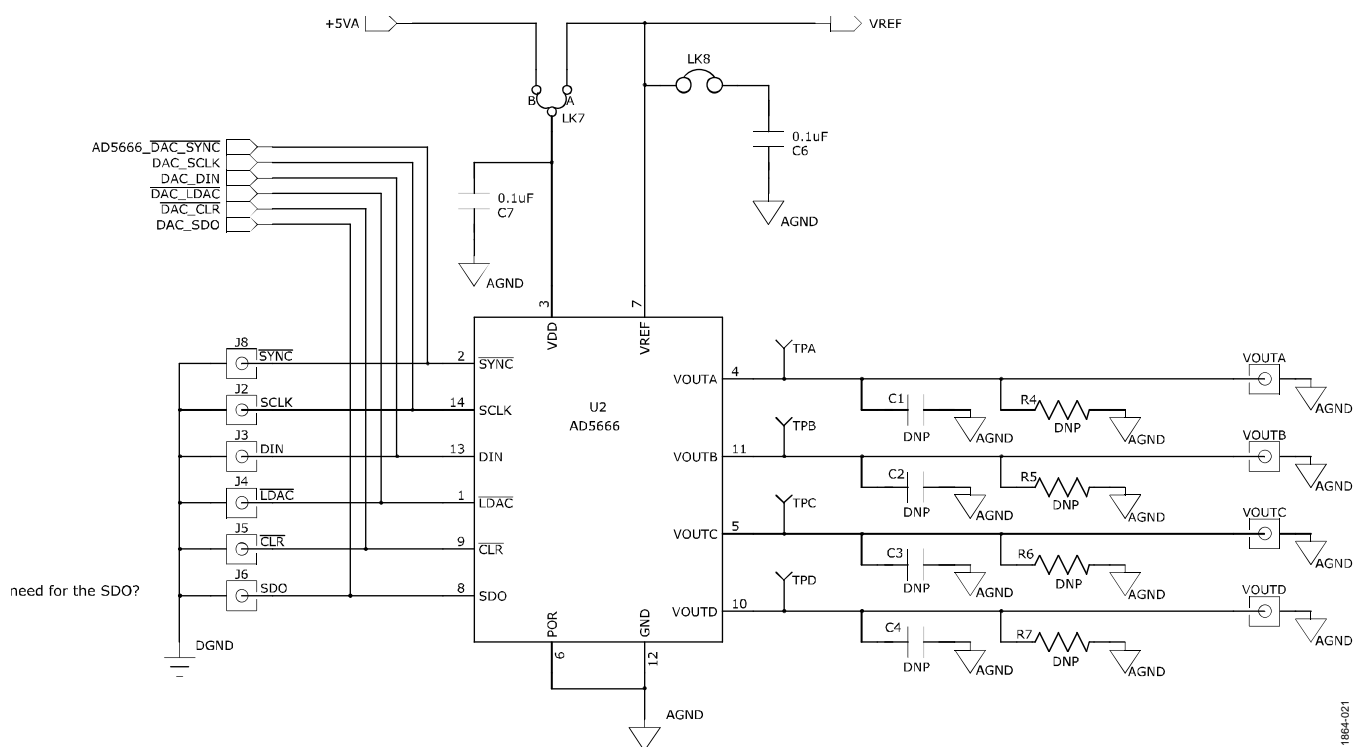 +5VA
VREF
LK8
B
A
LK7
0.1uF
C6
AD5666_DAC_SYNC
DAC_SCLK
DAC_DIN
DAC_LDAC
DAC_CLR
DAC_SDO
0.1uF
C7
AGND
AGND
3
7
VDD
VREF
J8
SYNC
2
SYNC
J2
SCLK
14
SCLK
J3
DIN
13
DIN
J4
LDAC
1
LDAC
J5
CLR
9
CLR
J6
SDO
8
SDO
need for the SDO?
DGND
U2
AD5666
POR
GND
6
12
AGND
VOUTA
4
TPA
C1
DNP
AGND
R4
DNP
AGND
VOUTA
AGND
VOUTB
11
TPB
C2
DNP
AGND
R5
DNP
AGND
VOUTB
AGND
VOUTC
5
TPC
C3
DNP
AGND
R6
DNP
AGND
VOUTC
AGND
VOUTD
10
TPD
C4
DNP
AGND
R7
DNP
AGND
VOUTD
AGND
1864-021